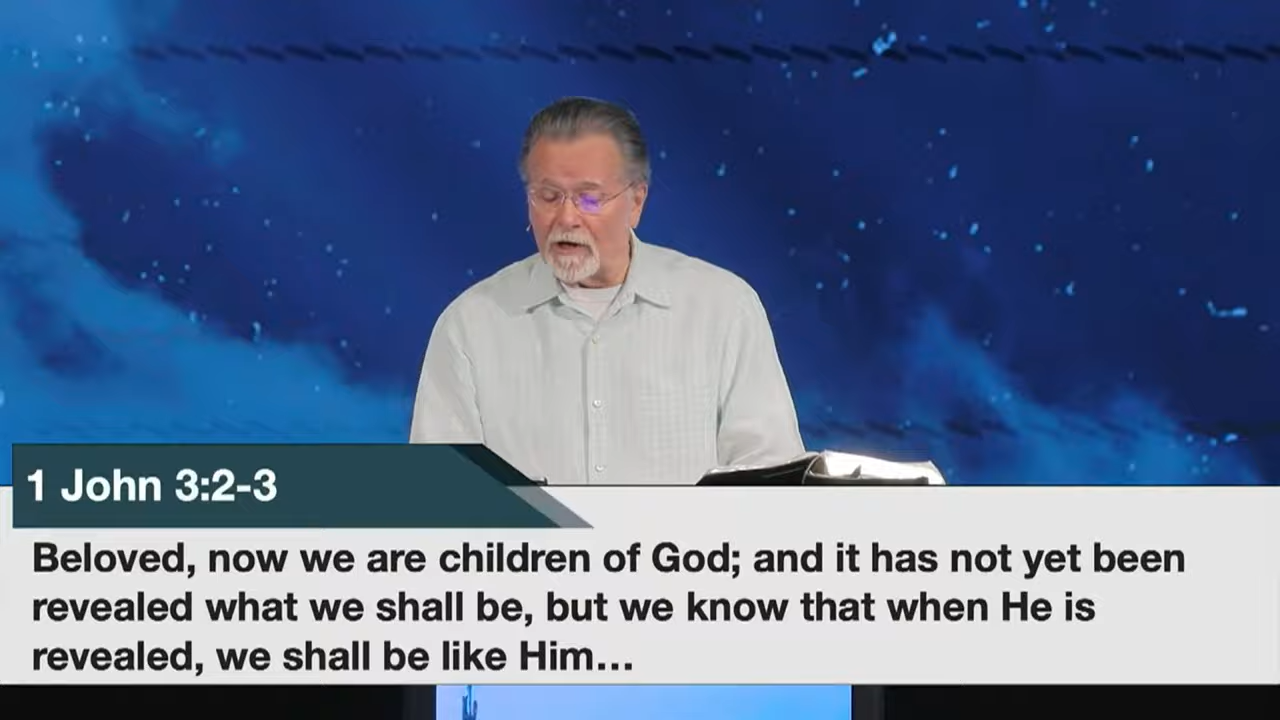 1 John 3:2-3
Beloved, now we are children of God; and it has not yet been
revealed what we shall be, but we know that when He is
revealed, we shall be like Him...